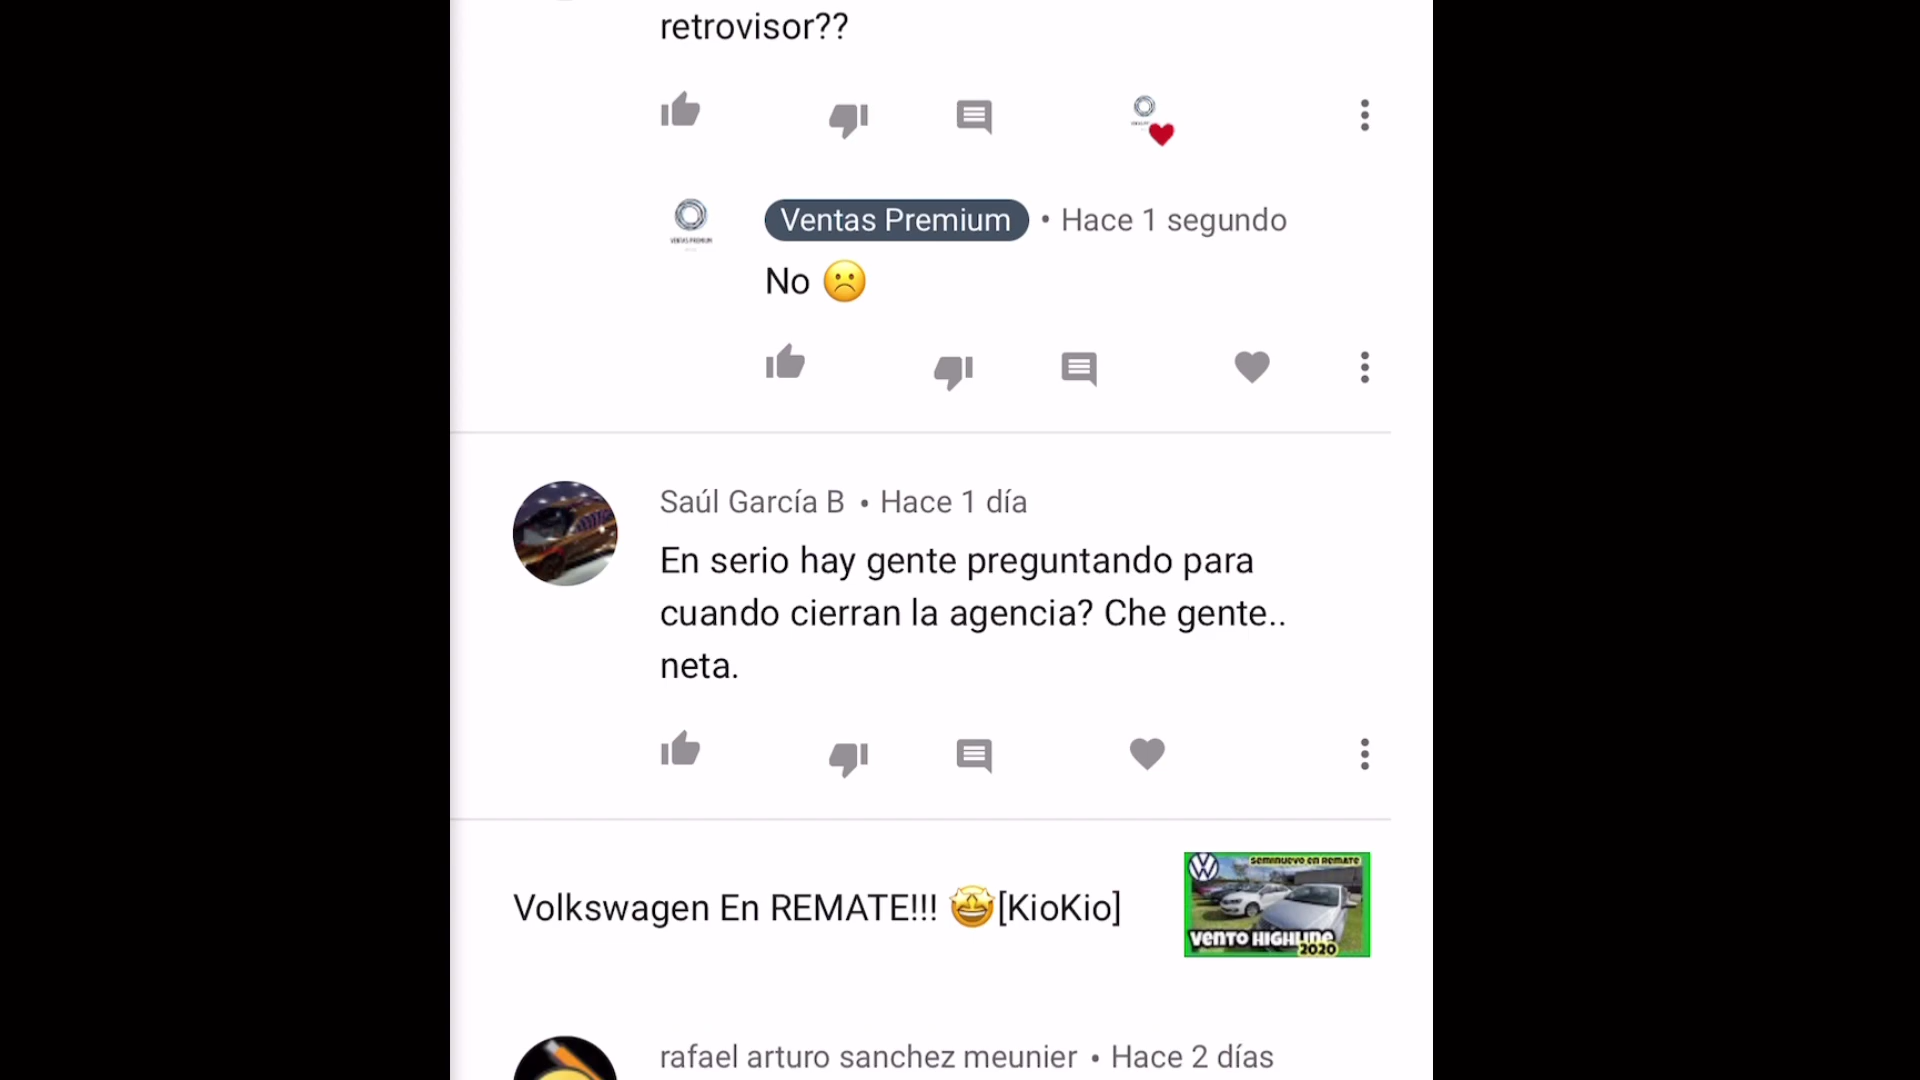 retrovisor??
VENTAS PREMIUM
Ventas Premium • Hace 1 segundo
No ☹️
Saúl García B • Hace 1 día
En serio hay gente preguntando para
cuando cierran la agencia? Che gente..
neta.
Volkswagen En REMATE!!! 🤩[KioKio]
seminuevo en remate
vento highline
2020
rafael arturo sanchez meunier • Hace 2 días